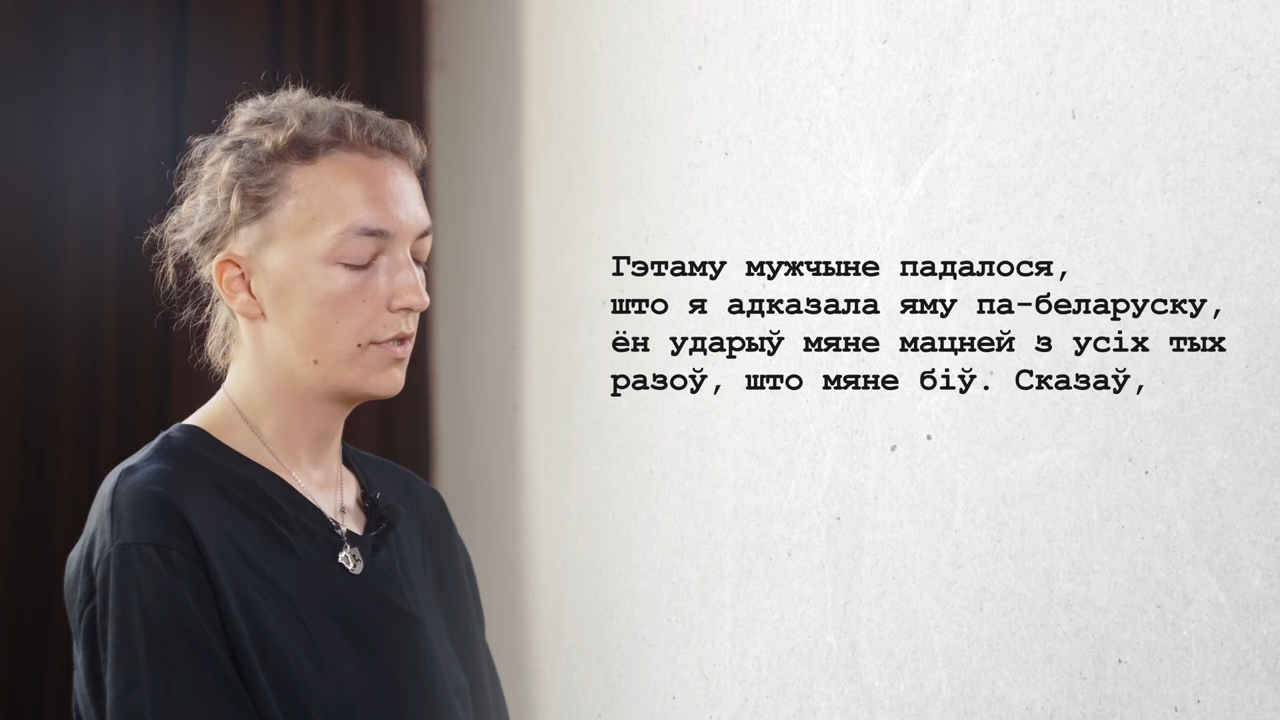 Гэтаму мужчыне падалося,
што я адказала яму па-беларуску,
ён ударыў мяне мацней з усіх тых
разоў, што мяне біў. Сказаў,